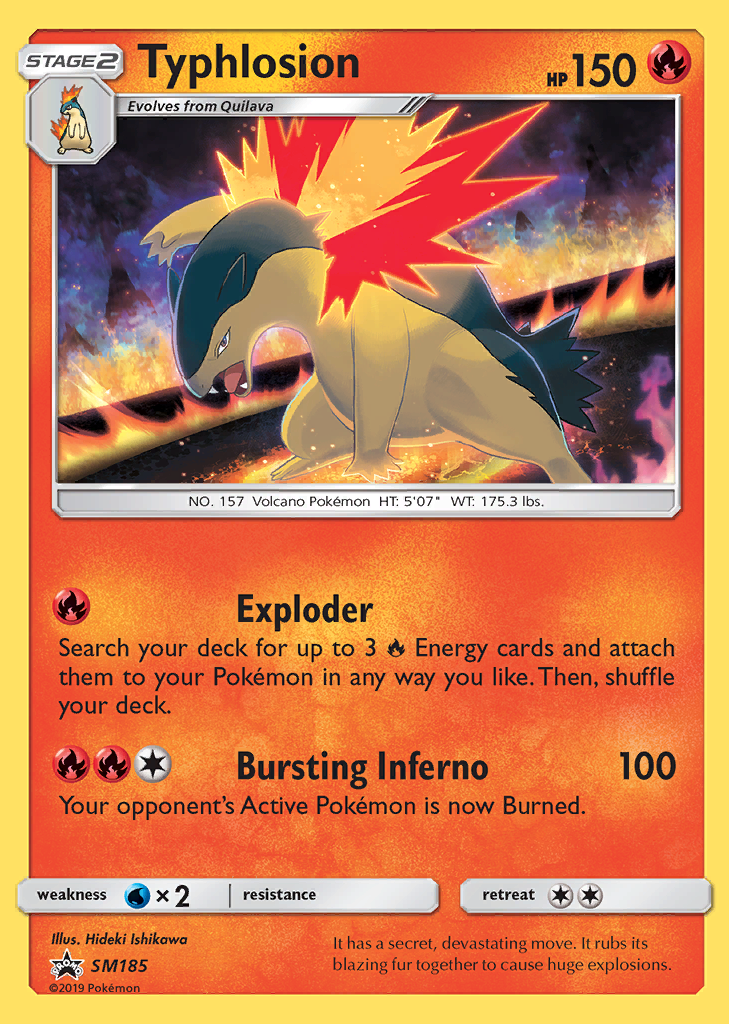 STAGE2
Typhlosion
HP 150
Evolves from Quilava
NO. 157 Volcano Pokémon HT: 5'07" WT: 175.3 lbs.
Exploder
Search your deck for up to 3 Energy cards and attach
them to your Pokémon in any way you like. Then, shuffle
your deck.
Bursting Inferno 100
Your opponent's Active Pokémon is now Burned.
weakness × 2 resistance retreat
Illus. Hideki Ishikawa
PROMO SM185
©2019 Pokémon
It has a secret, devastating move. It rubs its
blazing fur together to cause huge explosions.